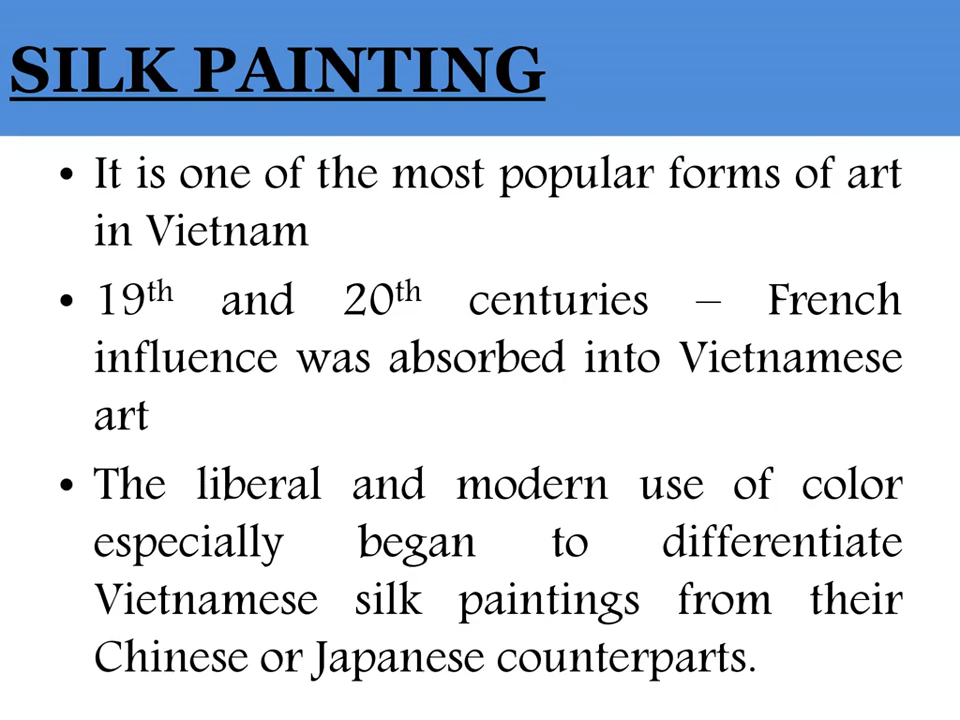 SILK PAINTING
• It is one of the most popular forms of art
in Vietnam
• 19th and 20th centuries – French
influence was absorbed into Vietnamese
art
• The liberal and modern use of color
especially began to differentiate
Vietnamese silk paintings from their
Chinese or Japanese counterparts.